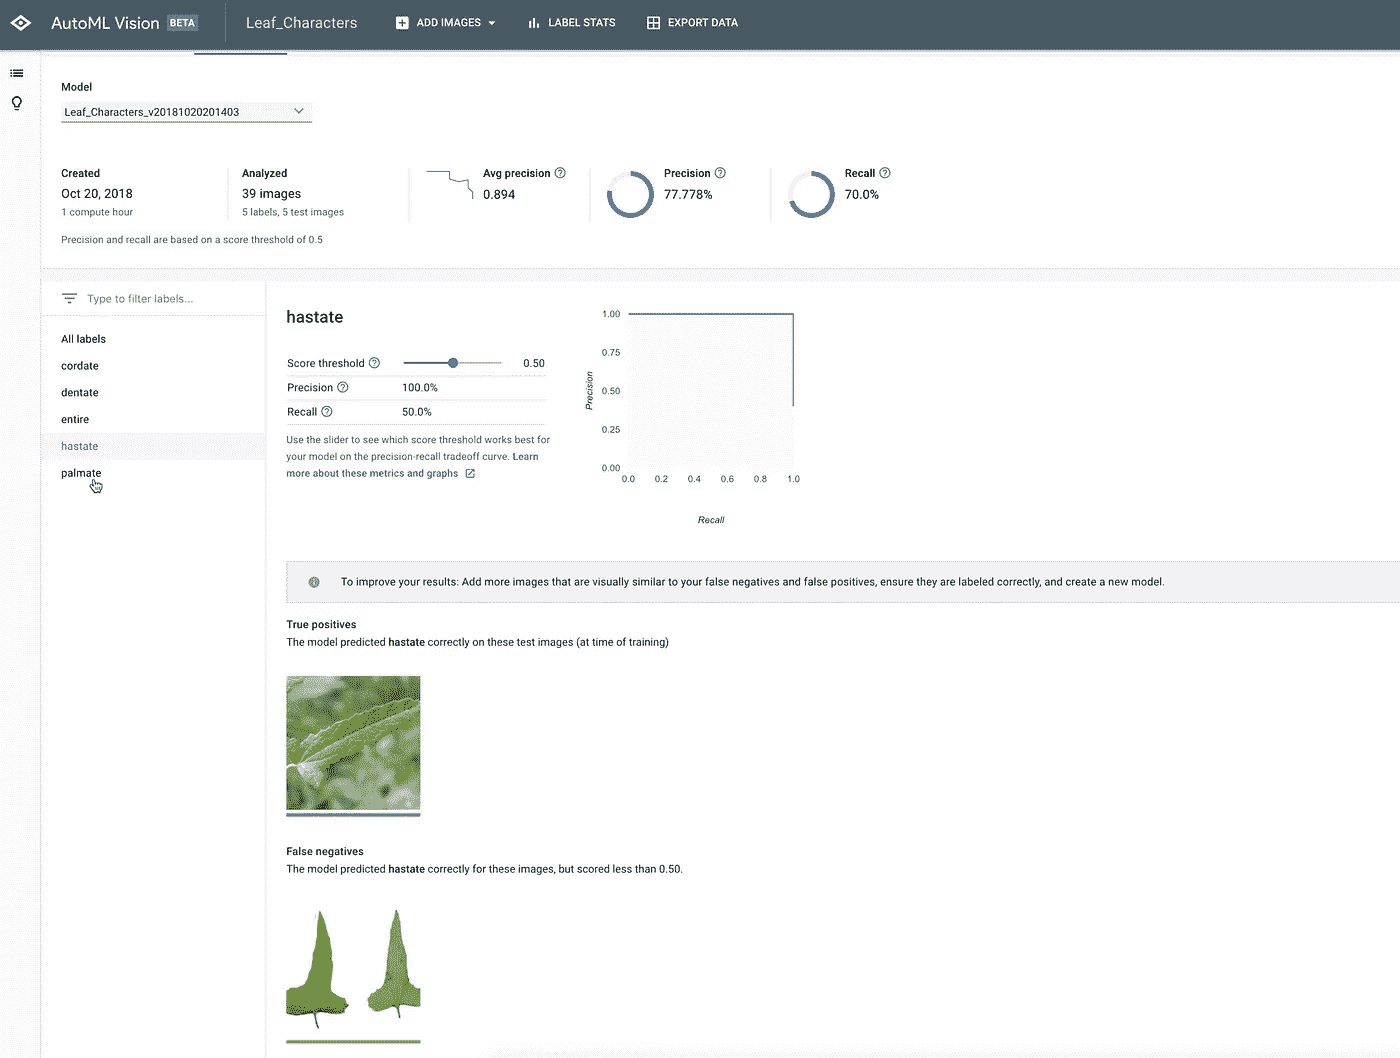 AutoML Vision BETA Leaf_Characters ADD IMAGES LABEL STATS EXPORT DATA
Model
Leaf_Characters_v20181020201403
Created
Oct 20, 2018
1 compute hour
Analyzed
39 images
5 labels, 5 test images
Avg precision
0.894
Precision
77.778%
Recall
70.0%
Precision and recall are based on a score threshold of 0.5
Type to filter labels...
All labels
cordate
dentate
entire
hastate
palmate
hastate
Score threshold 0.50
Precision 100.0%
Recall 50.0%
Use the slider to see which score threshold works best for
your model on the precision-recall tradeoff curve. Learn
more about these metrics and graphs
Precision
1.00
0.75
0.50
0.25
0.00
0.0 0.2 0.4 0.6 0.8 1.0
Recall
To improve your results: Add more images that are visually similar to your false negatives and false positives, ensure they are labeled correctly, and create a new model.
True positives
The model predicted hastate correctly on these test images (at time of training)
False negatives
The model predicted hastate correctly for these images, but scored less than 0.50.